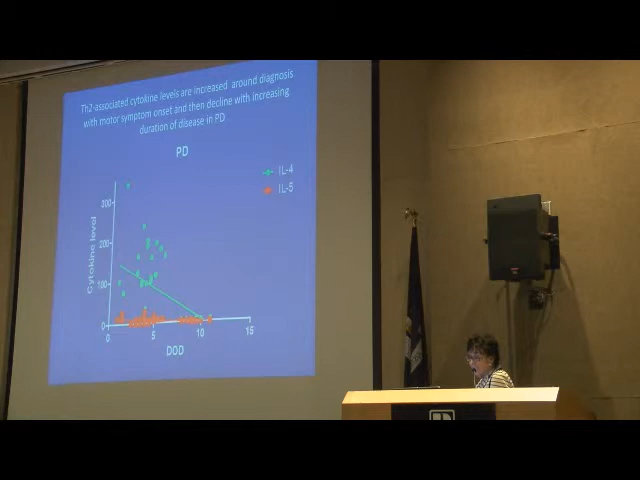 Th2-associated cytokine levels are increased around diagnosis
with motor symptom onset and then decline with increasing
duration of disease in PD
PD
IL-4
IL-5
Cytokine level
300
200
100
0
0
5
10
15
DOD